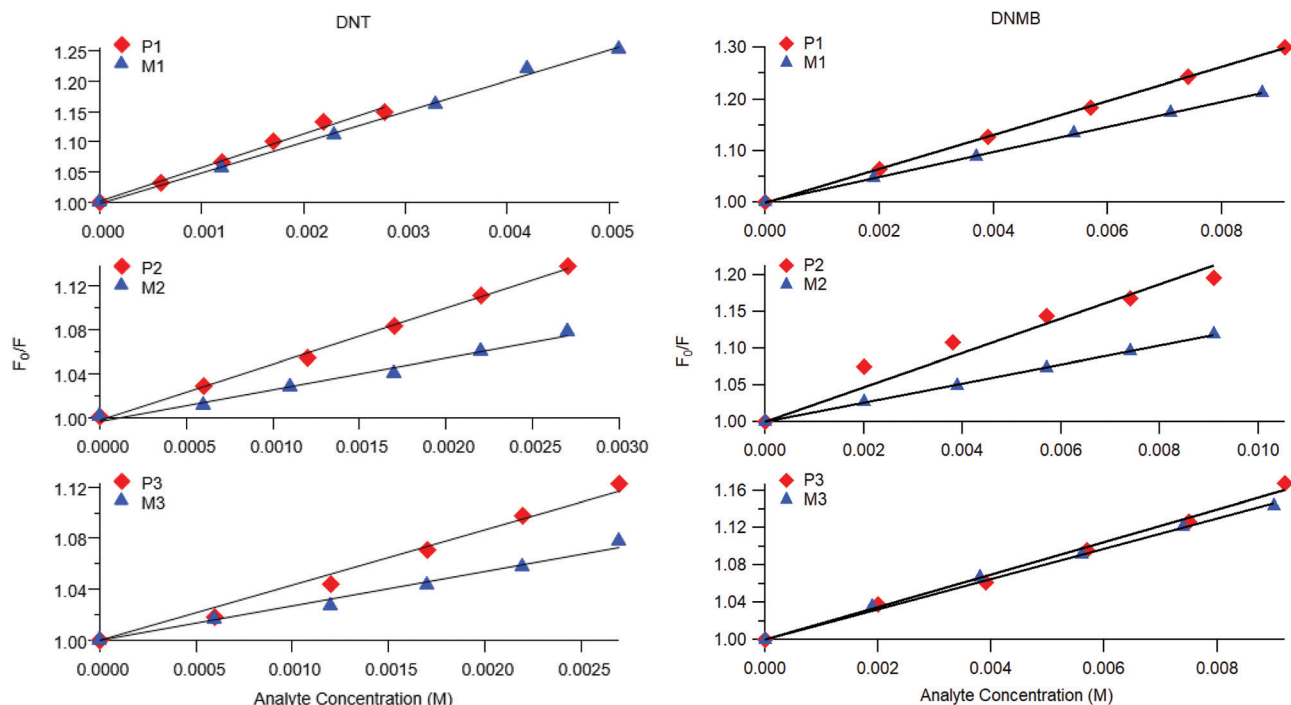 DNT
P1
M1
1.25
1.20
1.15
1.10
1.05
1.00
0.000 0.001 0.002 0.003 0.004 0.005
P2
M2
1.12
1.08
1.04
1.00
0.0000 0.0005 0.0010 0.0015 0.0020 0.0025 0.0030
F0/F
P3
M3
1.12
1.08
1.04
1.00
0.0000 0.0005 0.0010 0.0015 0.0020 0.0025
Analyte Concentration (M)
DNMB
P1
M1
1.30
1.20
1.10
1.00
0.000 0.002 0.004 0.006 0.008
P2
M2
1.20
1.15
1.10
1.05
1.00
0.000 0.002 0.004 0.006 0.008 0.010
F0/F
P3
M3
1.16
1.12
1.08
1.04
1.00
0.000 0.002 0.004 0.006 0.008
Analyte Concentration (M)